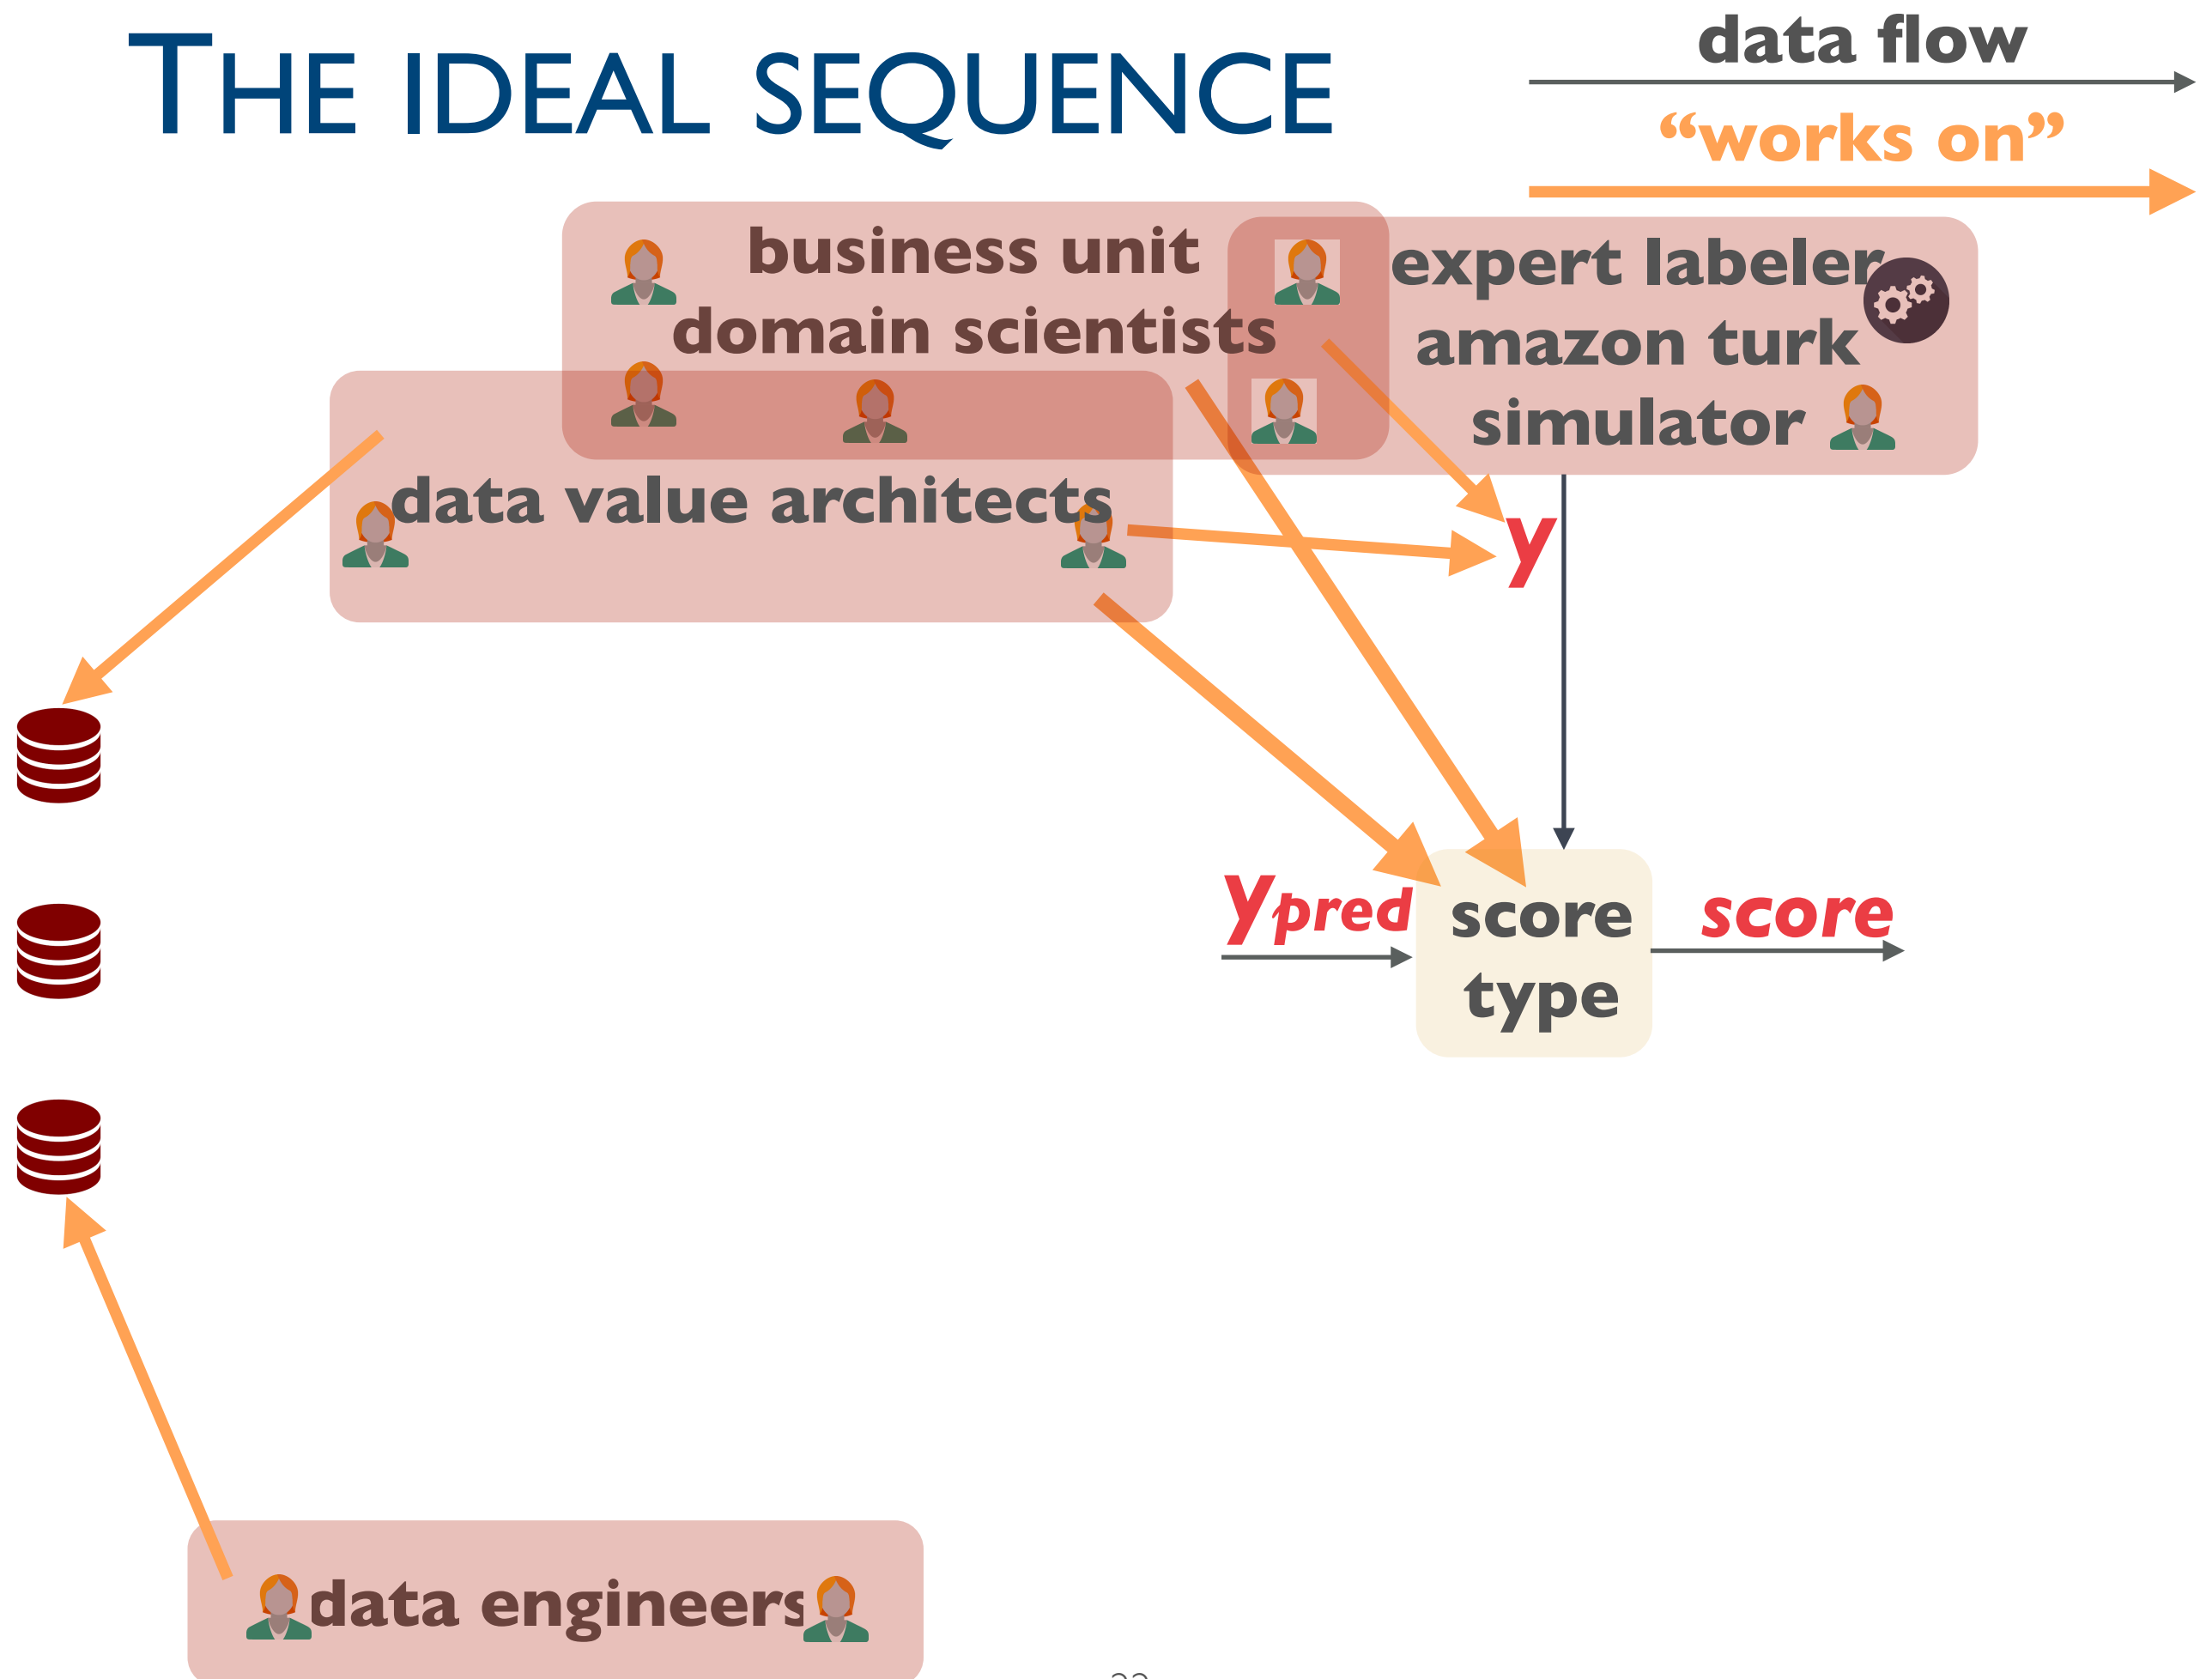 THE IDEAL SEQUENCE
data flow
“works on”
business unit
domain scientists
expert labeler
amazon turk
simulator
data value architects
y
ypred
score
type
score
data engineers